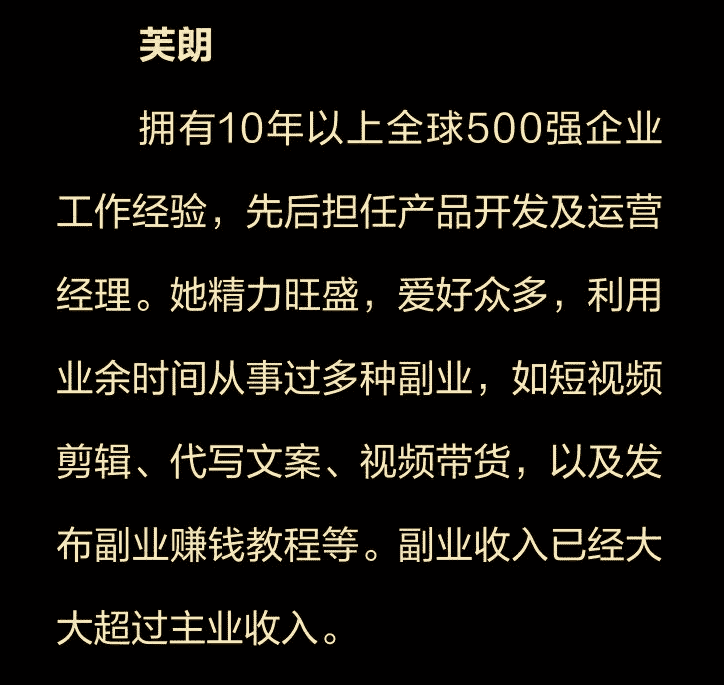 芙朗
拥有10年以上全球500强企业
工作经验，先后担任产品开发及运营
经理。她精力旺盛，爱好众多，利用
业余时间从事过多种副业，如短视频
剪辑、代写文案、视频带货，以及发
布副业赚钱教程等。副业收入已经大
大超过主业收入。